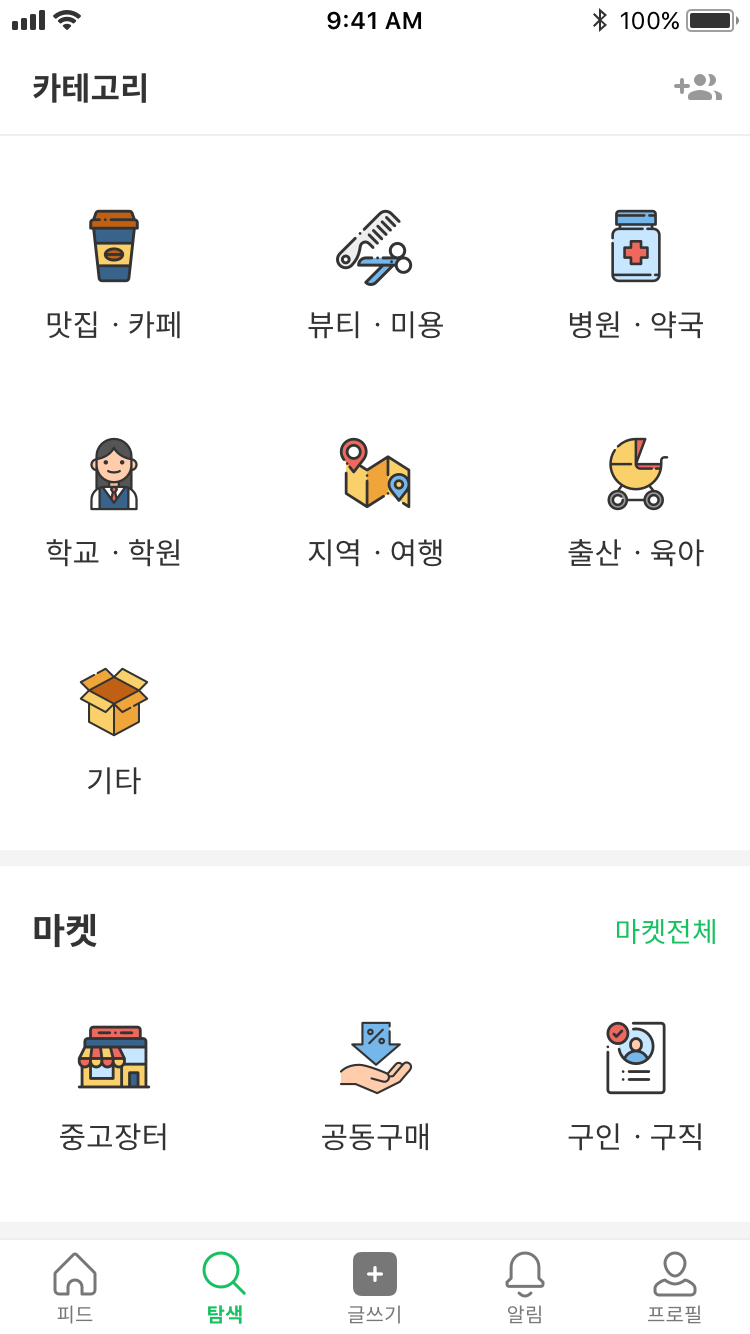 9:41 AM 100%
카테고리
맛집 · 카페 뷰티 · 미용 병원 · 약국
학교 · 학원 지역 · 여행 출산 · 육아
기타
마켓 마켓전체
중고장터 공동구매 구인 · 구직
피드 탐색 글쓰기 알림 프로필